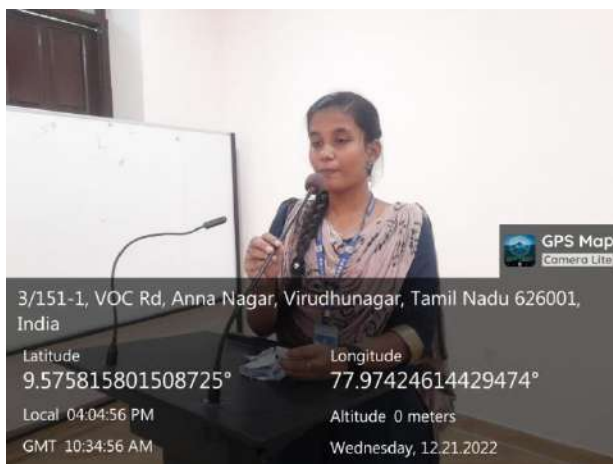 GPS Map
Camera Lite
3/151-1, VOC Rd, Anna Nagar, Virudhunagar, Tamil Nadu 626001,
India
Latitude
9.575815801508725°
Longitude
77.97424614429474°
Local 04:04:56 PM
Altitude 0 meters
GMT 10:34:56 AM
Wednesday, 12.21.2022